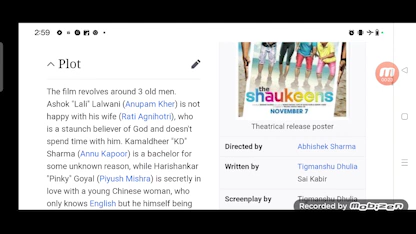 2:59
Plot
The film revolves around 3 old men.
Ashok "Lali" Lalwani (Anupam Kher) is not
happy with his wife (Rati Agnihotri), who
is a staunch believer of God and doesn't
spend time with him. Kamaldheer "KD"
Sharma (Annu Kapoor) is a bachelor for
some unknown reason, while Harishankar
"Pinky" Goyal (Piyush Mishra) is secretly in
love with a young Chinese woman, who
only knows English but he himself being
the
shaukeens
NOVEMBER 7
Theatrical release poster
Directed by Abhishek Sharma
Written by Tigmanshu Dhulia
Sai Kabir
Screenplay by Tigmanshu Dhulia
Recorded by Mobizen